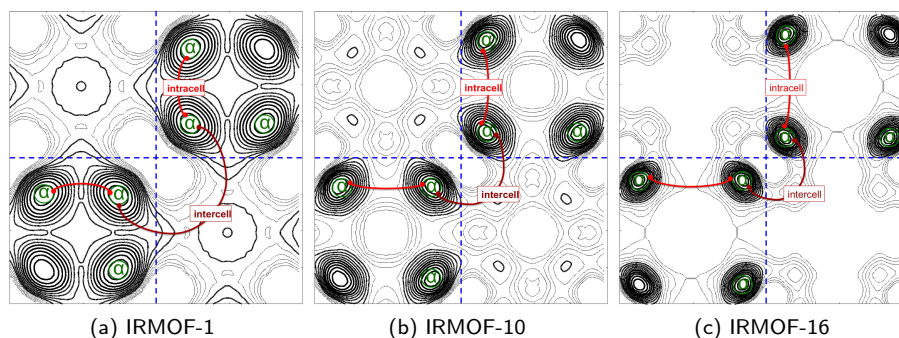 α
intracell
α α
α α
intercell
α
(a) IRMOF-1
α
intracell
α α
α α
intercell
α
(b) IRMOF-10
α
intracell
α α
α α
intercell
α
(c) IRMOF-16